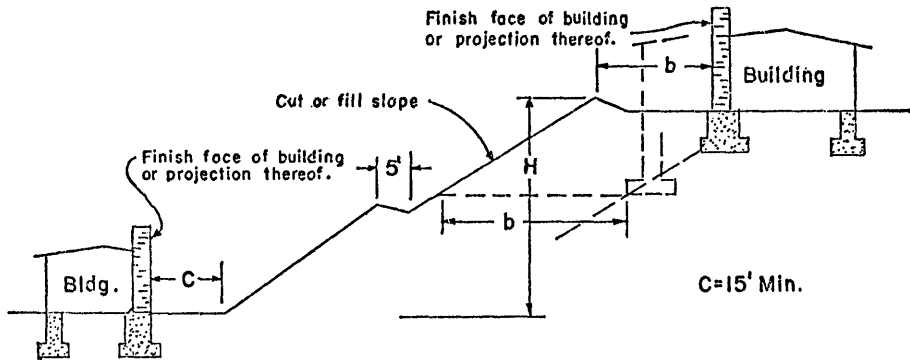 Finish face of building
or projection thereof.
b
Building
Cut or fill slope
Finish face of building
or projection thereof.
5'
H
b
C
Bldg.
C=15' Min.